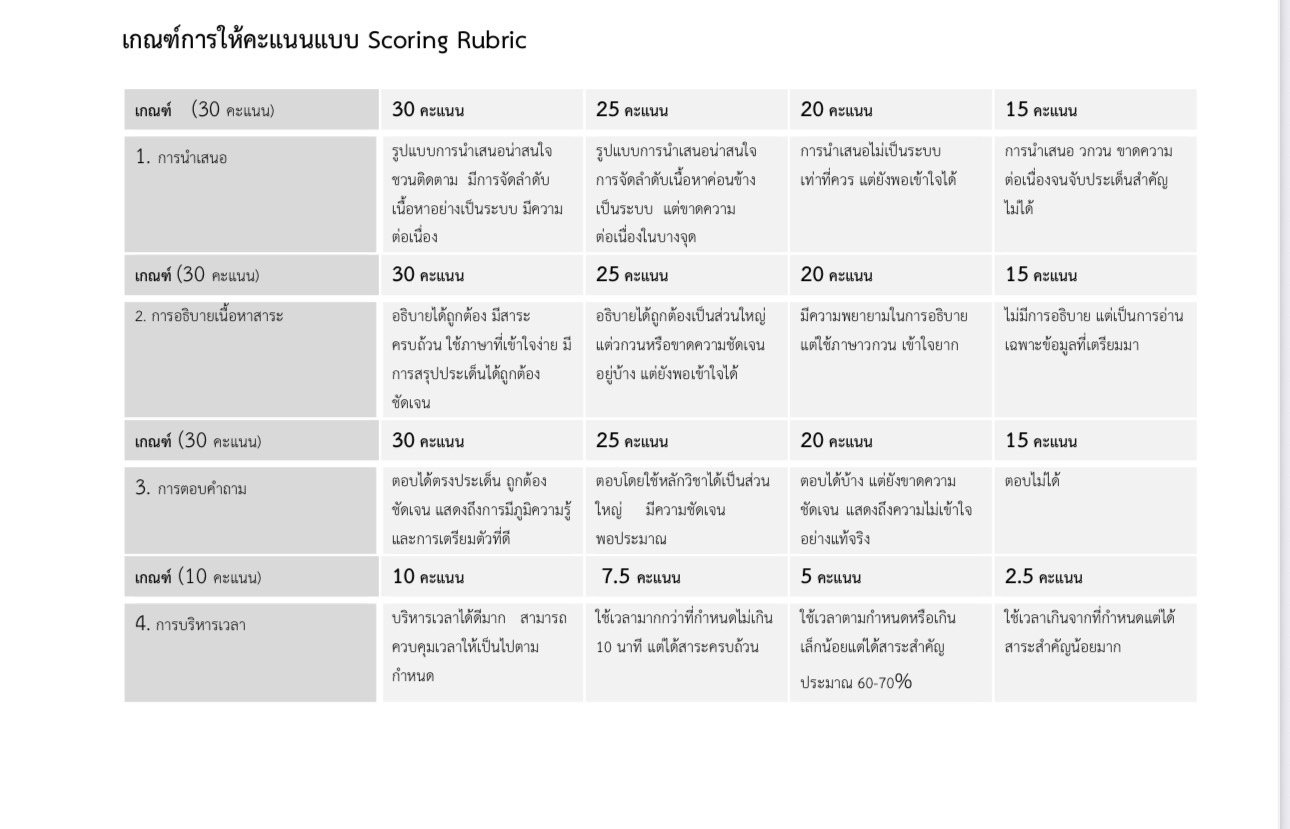 เกณฑ์การให้คะแนนแบบ Scoring Rubric
เกณฑ์ (30 คะแนน)
30 คะแนน
25 คะแนน
20 คะแนน
15 คะแนน
1. การนำเสนอ
รูปแบบการนำเสนอน่าสนใจ
ชวนติดตาม มีการจัดลำดับ
เนื้อหาอย่างเป็นระบบ มีความ
ต่อเนื่อง
รูปแบบการนำเสนอน่าสนใจ
การจัดลำดับเนื้อหาค่อนข้าง
เป็นระบบ แต่ขาดความ
ต่อเนื่องในบางจุด
การนำเสนอไม่เป็นระบบ
เท่าที่ควร แต่ยังพอเข้าใจได้
การนำเสนอ วกวน ขาดความ
ต่อเนื่องจนจับประเด็นสำคัญ
ไม่ได้
เกณฑ์ (30 คะแนน)
30 คะแนน
25 คะแนน
20 คะแนน
15 คะแนน
2. การอธิบายเนื้อหาสาระ
อธิบายได้ถูกต้อง มีสาระ
ครบถ้วน ใช้ภาษาที่เข้าใจง่าย มี
การสรุปประเด็นได้ถูกต้อง
ชัดเจน
อธิบายได้ถูกต้องเป็นส่วนใหญ่
แต่วกวนหรือขาดความชัดเจน
อยู่บ้าง แต่ยังพอเข้าใจได้
มีความพยายามในการอธิบาย
แต่ใช้ภาษาวกวน เข้าใจยาก
ไม่มีการอธิบาย แต่เป็นการอ่าน
เฉพาะข้อมูลที่เตรียมมา
เกณฑ์ (30 คะแนน)
30 คะแนน
25 คะแนน
20 คะแนน
15 คะแนน
3. การตอบคำถาม
ตอบได้ตรงประเด็น ถูกต้อง
ชัดเจน แสดงถึงการมีภูมิความรู้
และการเตรียมตัวที่ดี
ตอบโดยใช้หลักวิชาได้เป็นส่วน
ใหญ่ มีความชัดเจน
พอประมาณ
ตอบได้บ้าง แต่ยังขาดความ
ชัดเจน แสดงถึงความไม่เข้าใจ
อย่างแท้จริง
ตอบไม่ได้
เกณฑ์ (10 คะแนน)
10 คะแนน
7.5 คะแนน
5 คะแนน
2.5 คะแนน
4. การบริหารเวลา
บริหารเวลาได้ดีมาก สามารถ
ควบคุมเวลาให้เป็นไปตาม
กำหนด
ใช้เวลามากกว่าที่กำหนดไม่เกิน
10 นาที แต่ได้สาระครบถ้วน
ใช้เวลาตามกำหนดหรือเกิน
เล็กน้อยแต่ได้สาระสำคัญ
ประมาณ 60-70%
ใช้เวลาเกินจากที่กำหนดแต่ได้
สาระสำคัญน้อยมาก